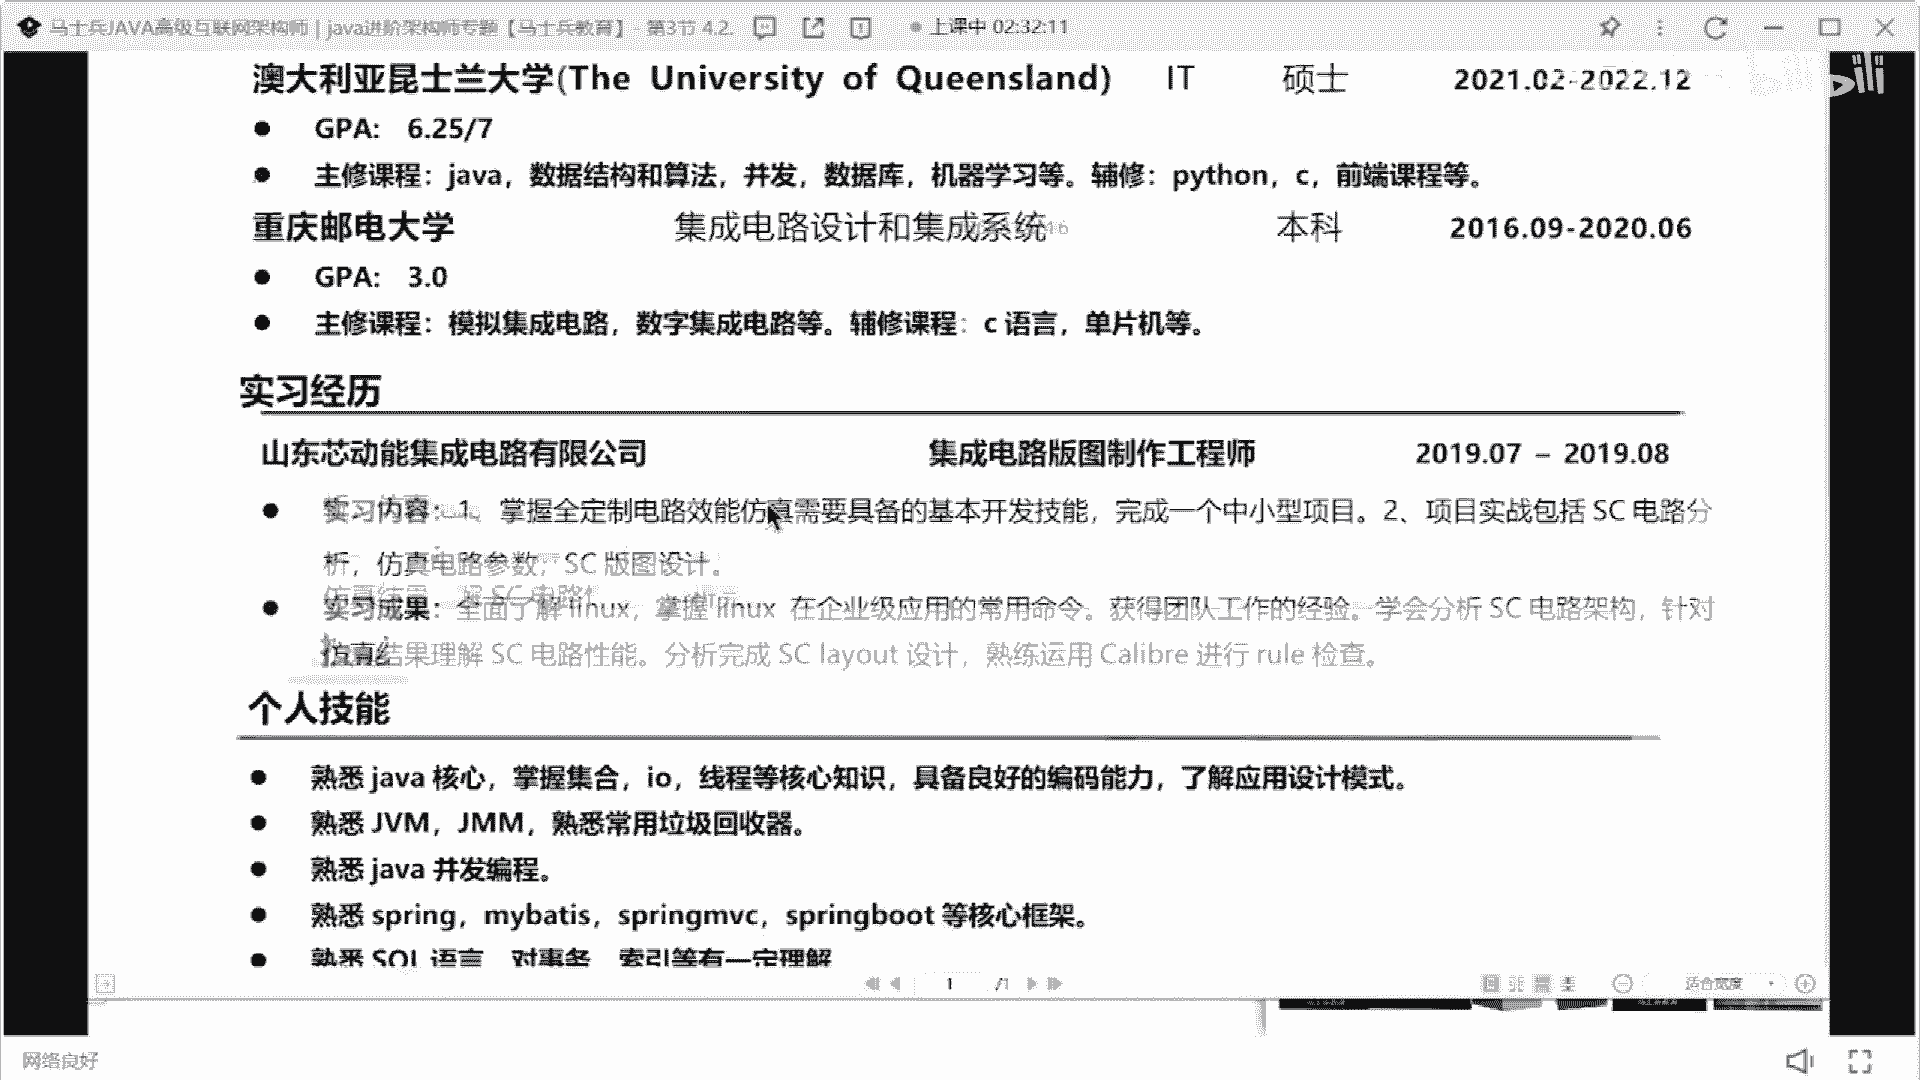 马士兵JAVA高级互联网架构师 | java进阶架构师专题【马士兵教育】 - 第3节 4.2. 上课中 02:32:11
bilibili
澳大利亚昆士兰大学(The University of Queensland) IT 硕士 2021.02-2022.12
● GPA: 6.25/7
● 主修课程：java，数据结构和算法，并发，数据库，机器学习等。辅修：python，c，前端课程等。
重庆邮电大学 集成电路设计和集成系统 本科 2016.09-2020.06
● GPA: 3.0
● 主修课程：模拟集成电路，数字集成电路等。辅修课程：c 语言，单片机等。
实习经历
山东芯动能集成电路有限公司 集成电路版图制作工程师 2019.07 – 2019.08
● 实习内容：1、掌握全定制电路效能仿真需要具备的基本开发技能，完成一个中小型项目。2、项目实战包括 SC 电路分
析，仿真电路参数，SC 版图设计。
● 实习成果：全面了解 linux，掌握 linux 在企业级应用的常用命令。获得团队工作的经验。学会分析 SC 电路架构，针对
仿真结果理解 SC 电路性能。分析完成 SC layout 设计，熟练运用 Calibre 进行 rule 检查。
个人技能
● 熟悉 java 核心，掌握集合，io，线程等核心知识，具备良好的编码能力，了解应用设计模式。
● 熟悉 JVM，JMM，熟悉常用垃圾回收器。
● 熟悉 java 并发编程。
● 熟悉 spring，mybatis，springmvc，springboot 等核心框架。
● 熟悉 SQL 语言，对事务，索引等有一定理解
1 /1 适合宽度
网络良好